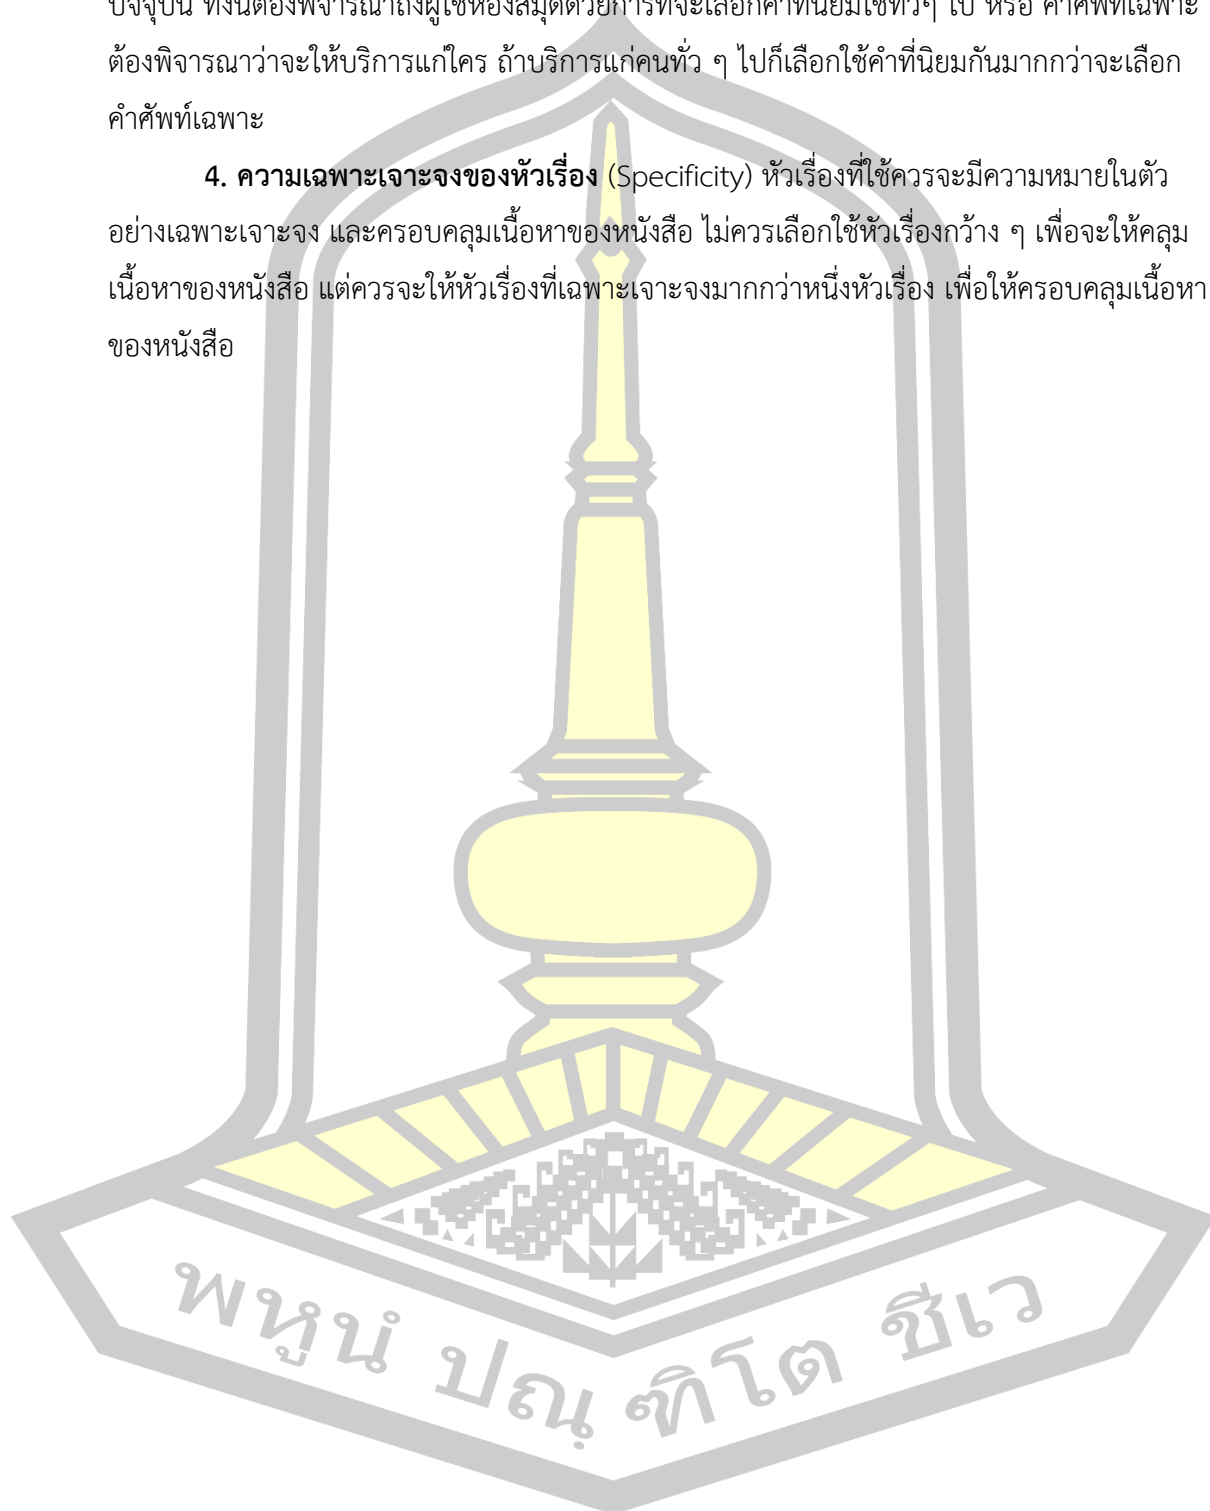 ปัจจุบัน ทั้งนี้ต้องพิจารณาถึงผู้ใช้ห้องสมุดด้วยการที่จะเลือกคำที่นิยมใช้ทั่วๆ ไป หรือ คำศัพท์เฉพาะ
ต้องพิจารณาว่าจะให้บริการแก่ใคร ถ้าบริการแก่คนทั่ว ๆ ไปก็เลือกใช้คำที่นิยมกันมากกว่าจะเลือก
คำศัพท์เฉพาะ
4. ความเฉพาะเจาะจงของหัวเรื่อง (Specificity) หัวเรื่องที่ใช้ควรจะมีความหมายในตัว
อย่างเฉพาะเจาะจง และครอบคลุมเนื้อหาของหนังสือ ไม่ควรเลือกใช้หัวเรื่องกว้าง ๆ เพื่อจะให้คลุม
เนื้อหาของหนังสือ แต่ควรจะให้หัวเรื่องที่เฉพาะเจาะจงมากกว่าหนึ่งหัวเรื่อง เพื่อให้ครอบคลุมเนื้อหา
ของหนังสือ
พหูนํ ปณฺ ฑิโต ชีเว